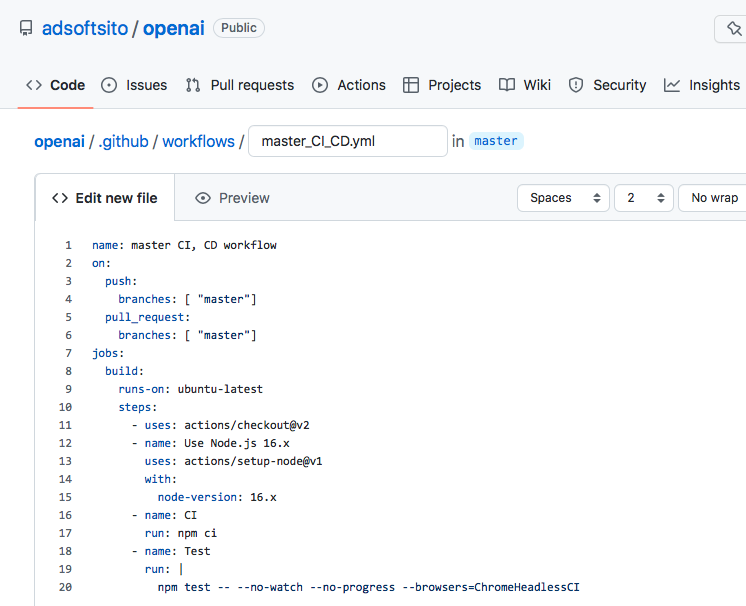 adsoftsito / openai Public
Code Issues Pull requests Actions Projects Wiki Security Insights
openai / .github / workflows / master_CI_CD.yml in master
Edit new file Preview Spaces 2 No wrap
1 name: master CI, CD workflow
2 on:
3 push:
4 branches: [ "master"]
5 pull_request:
6 branches: [ "master"]
7 jobs:
8 build:
9 runs-on: ubuntu-latest
10 steps:
11 - uses: actions/checkout@v2
12 - name: Use Node.js 16.x
13 uses: actions/setup-node@v1
14 with:
15 node-version: 16.x
16 - name: CI
17 run: npm ci
18 - name: Test
19 run: |
20 npm test -- --no-watch --no-progress --browsers=ChromeHeadlessCI